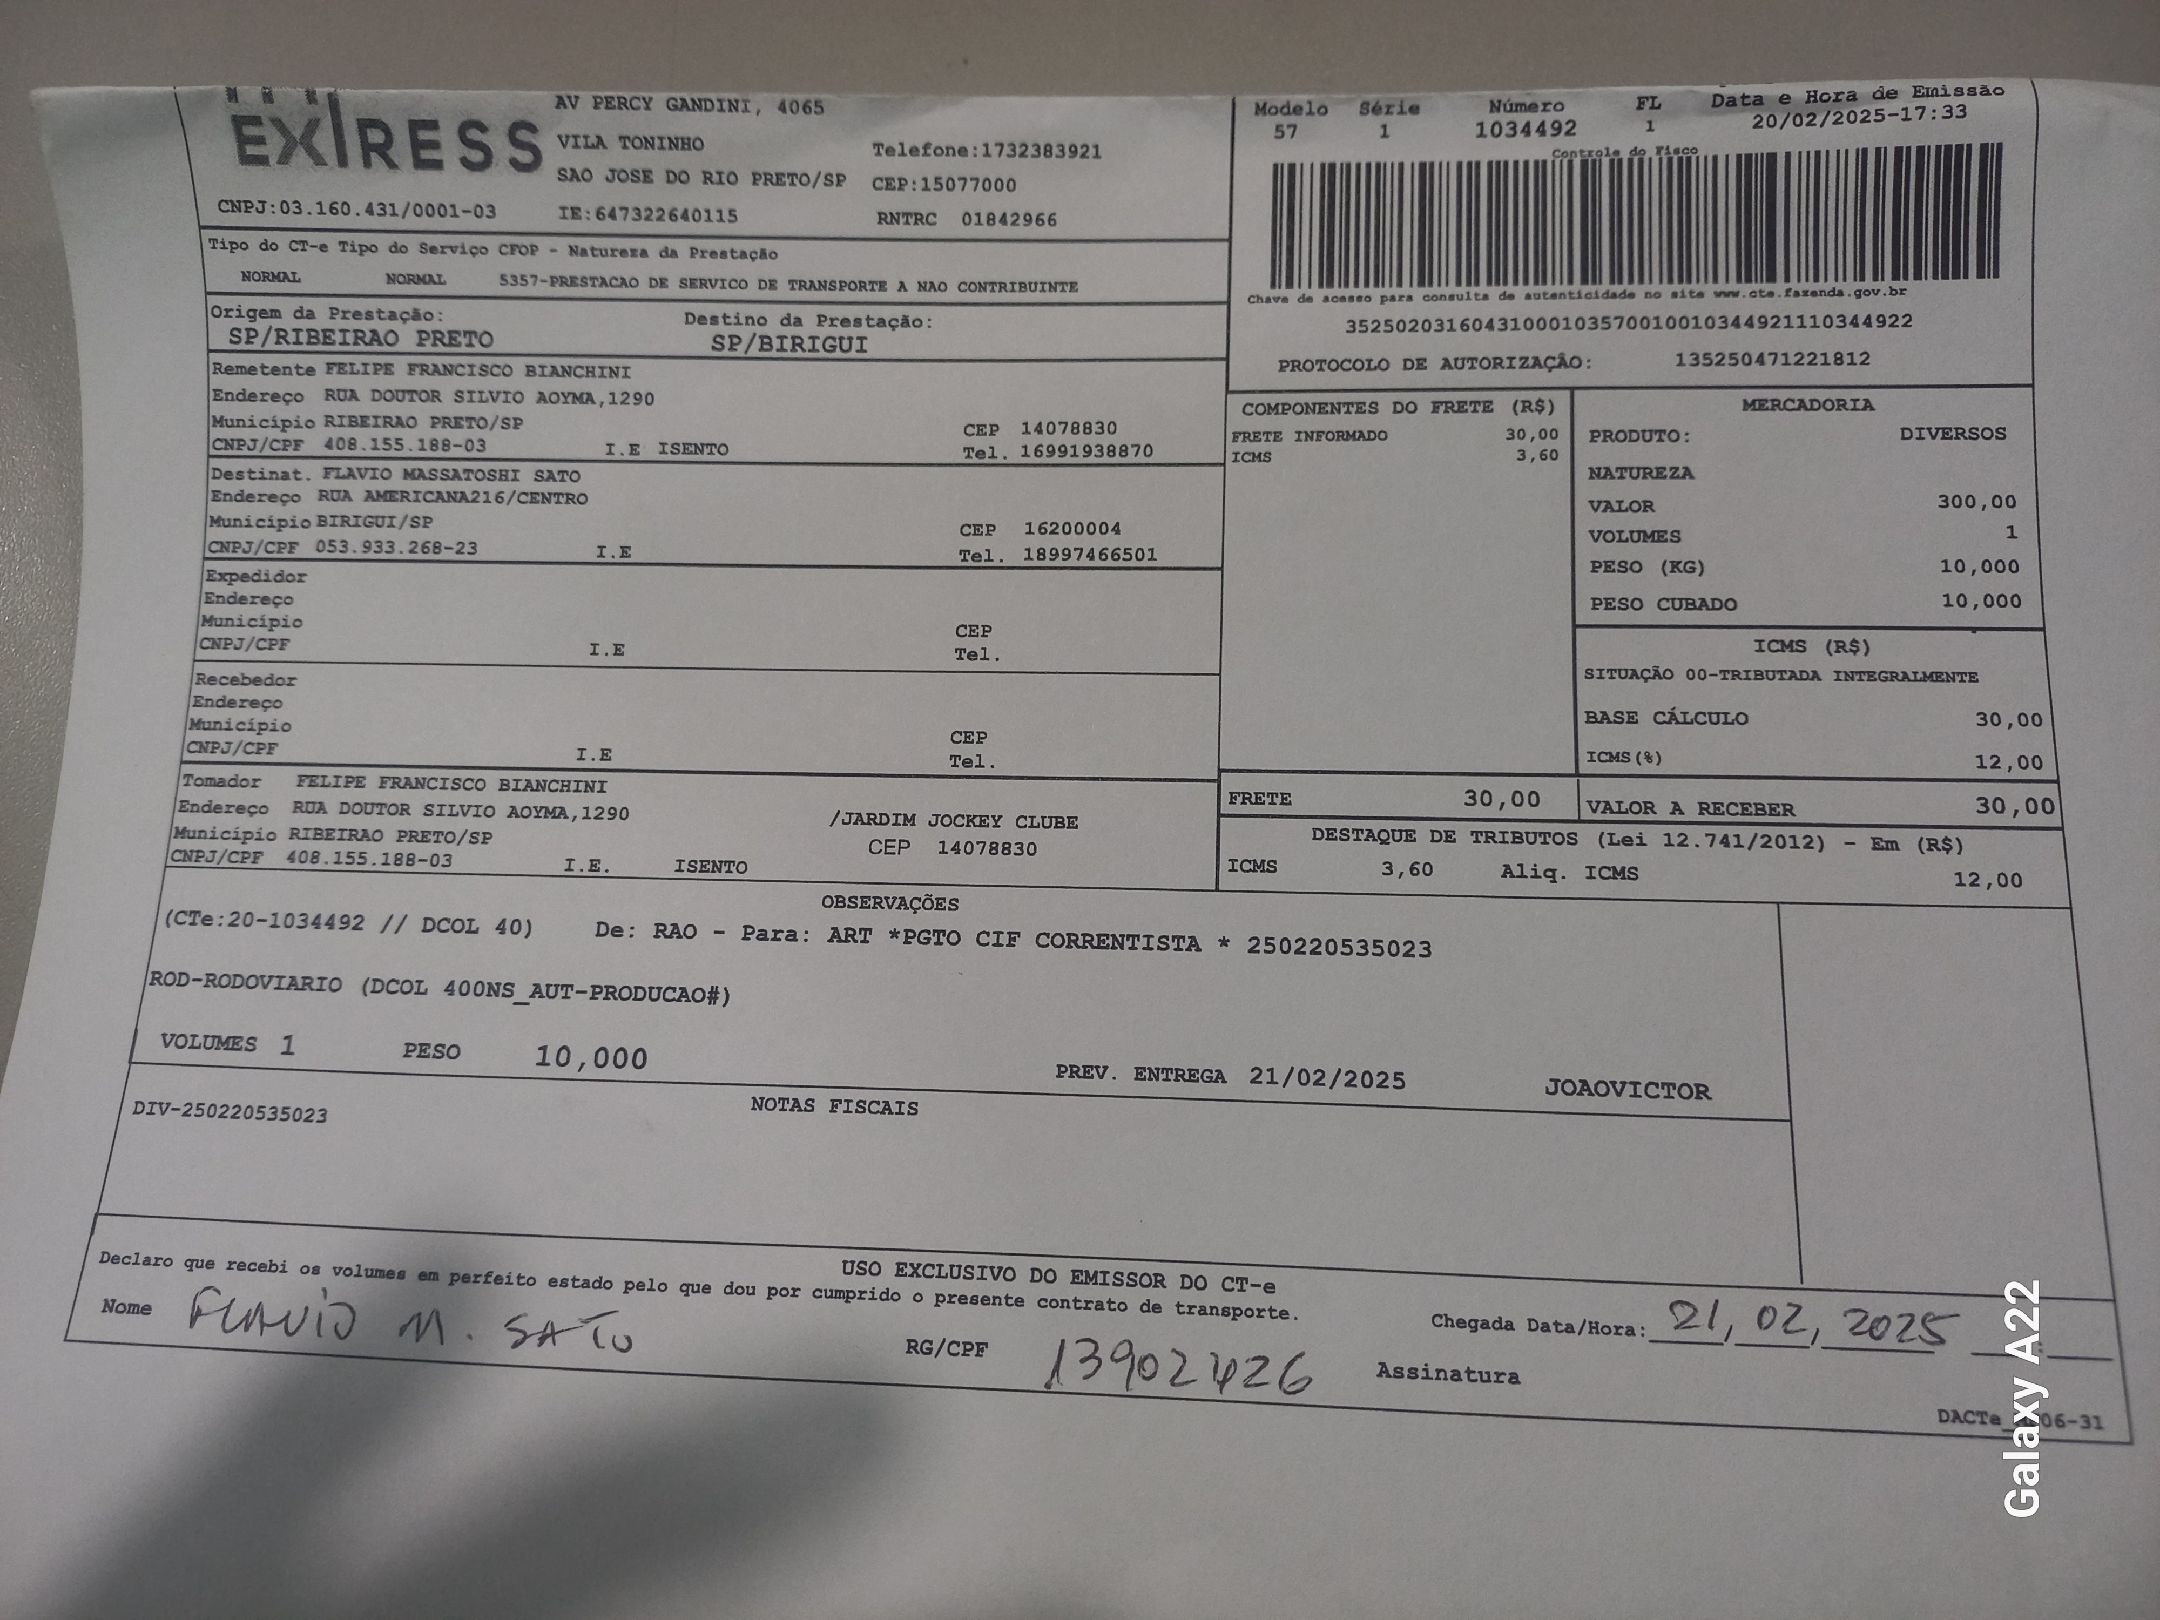 EXPRESS
AV PERCY GANDINI, 4065
VILA TONINHO
Telefone:1732383921
SAO JOSE DO RIO PRETO/SP CEP:15077000
CNPJ:03.160.431/0001-03 IE:647322640115 RNTRC 01842966
Modelo Série Número FL Data e Hora de Emissão
57 1 1034492 1 20/02/2025-17:33
Controle do Fisco
Chave de acesso para consulta de autenticidade no site www.cte.fazenda.gov.br
35250203160431000103570010010344921110344922
PROTOCOLO DE AUTORIZAÇÃO: 135250471221812
Tipo do CT-e Tipo do Serviço CFOP - Natureza da Prestação
NORMAL NORMAL 5357-PRESTACAO DE SERVICO DE TRANSPORTE A NAO CONTRIBUINTE
Origem da Prestação: Destino da Prestação:
SP/RIBEIRAO PRETO SP/BIRIGUI
Remetente FELIPE FRANCISCO BIANCHINI
Endereço RUA DOUTOR SILVIO AOYMA,1290
Município RIBEIRAO PRETO/SP CEP 14078830
CNPJ/CPF 408.155.188-03 I.E ISENTO Tel. 16991938870
Destinat. FLAVIO MASSATOSHI SATO
Endereço RUA AMERICANA216/CENTRO
Município BIRIGUI/SP CEP 16200004
CNPJ/CPF 053.933.268-23 I.E Tel. 18997466501
Expedidor
Endereço
Município CEP
CNPJ/CPF I.E Tel.
Recebedor
Endereço
Município CEP
CNPJ/CPF I.E Tel.
Tomador FELIPE FRANCISCO BIANCHINI
Endereço RUA DOUTOR SILVIO AOYMA,1290 /JARDIM JOCKEY CLUBE
Município RIBEIRAO PRETO/SP CEP 14078830
CNPJ/CPF 408.155.188-03 I.E. ISENTO
COMPONENTES DO FRETE (R$)
FRETE INFORMADO 30,00
ICMS 3,60
MERCADORIA
PRODUTO: DIVERSOS
NATUREZA
VALOR 300,00
VOLUMES 1
PESO (KG) 10,000
PESO CUBADO 10,000
ICMS (R$)
SITUAÇÃO 00-TRIBUTADA INTEGRALMENTE
BASE CÁLCULO 30,00
ICMS(%) 12,00
FRETE 30,00 VALOR A RECEBER 30,00
DESTAQUE DE TRIBUTOS (Lei 12.741/2012) - Em (R$)
ICMS 3,60 Aliq. ICMS 12,00
OBSERVAÇÕES
(CTe:20-1034492 // DCOL 40) De: RAO - Para: ART *PGTO CIF CORRENTISTA * 250220535023
ROD-RODOVIARIO (DCOL 400NS_AUT-PRODUCAO#)
VOLUMES 1 PESO 10,000 PREV. ENTREGA 21/02/2025 JOAOVICTOR
NOTAS FISCAIS
DIV-250220535023
USO EXCLUSIVO DO EMISSOR DO CT-e
Declaro que recebi os volumes em perfeito estado pelo que dou por cumprido o presente contrato de transporte.
Nome FLAVIO M. SATO RG/CPF 13902426 Chegada Data/Hora: 21, 02, 2025
Assinatura
06-31
Galaxy A22